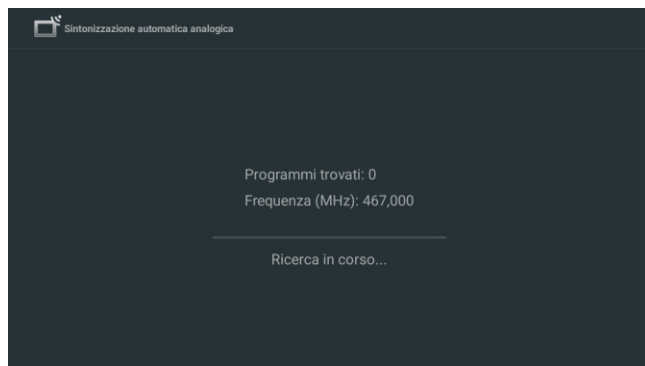 Sintonizzazione automatica analogica
Programmi trovati: 0
Frequenza (MHz): 467,000
Ricerca in corso...